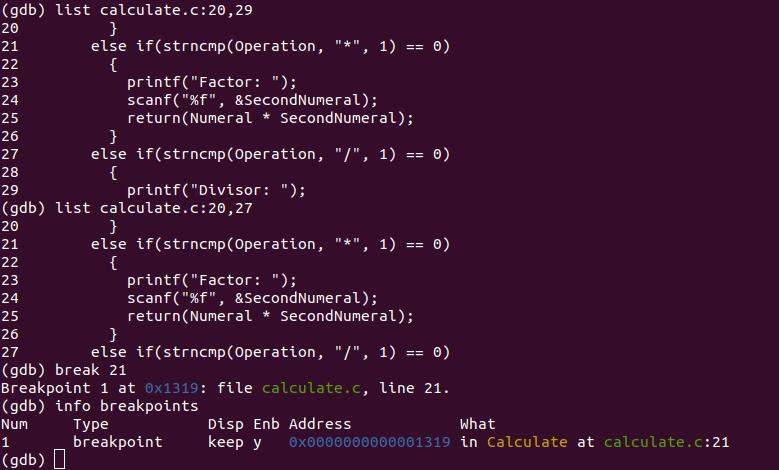 (gdb) list calculate.c:20,29
20          }
21        else if(strncmp(Operation, "*", 1) == 0)
22          {
23            printf("Factor: ");
24            scanf("%f", &SecondNumeral);
25            return(Numeral * SecondNumeral);
26          }
27        else if(strncmp(Operation, "/", 1) == 0)
28          {
29            printf("Divisor: ");
(gdb) list calculate.c:20,27
20          }
21        else if(strncmp(Operation, "*", 1) == 0)
22          {
23            printf("Factor: ");
24            scanf("%f", &SecondNumeral);
25            return(Numeral * SecondNumeral);
26          }
27        else if(strncmp(Operation, "/", 1) == 0)
(gdb) break 21
Breakpoint 1 at 0x1319: file calculate.c, line 21.
(gdb) info breakpoints
Num     Type           Disp Enb Address            What
1       breakpoint     keep y   0x0000000000001319 in Calculate at calculate.c:21
(gdb)